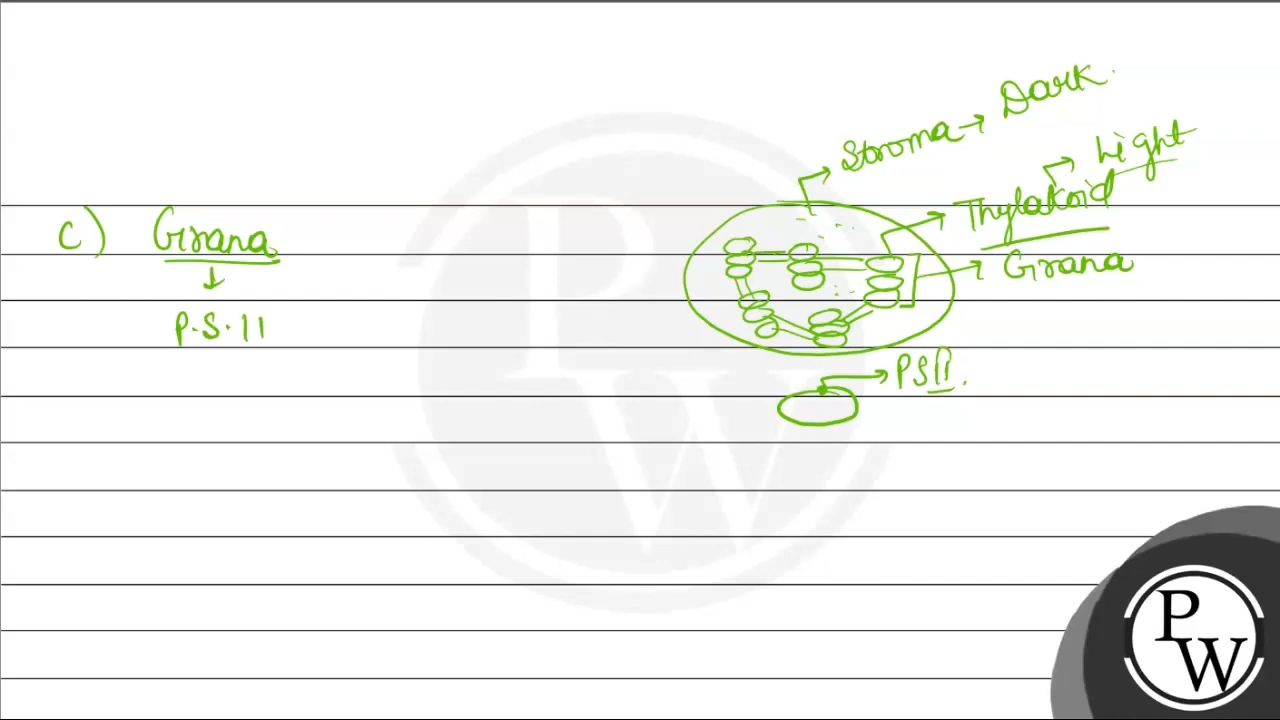 Stroma → Dark.
Light
Thylakoid
c) Grana
Grana
P.S.II
PSII.
P
W
P
W